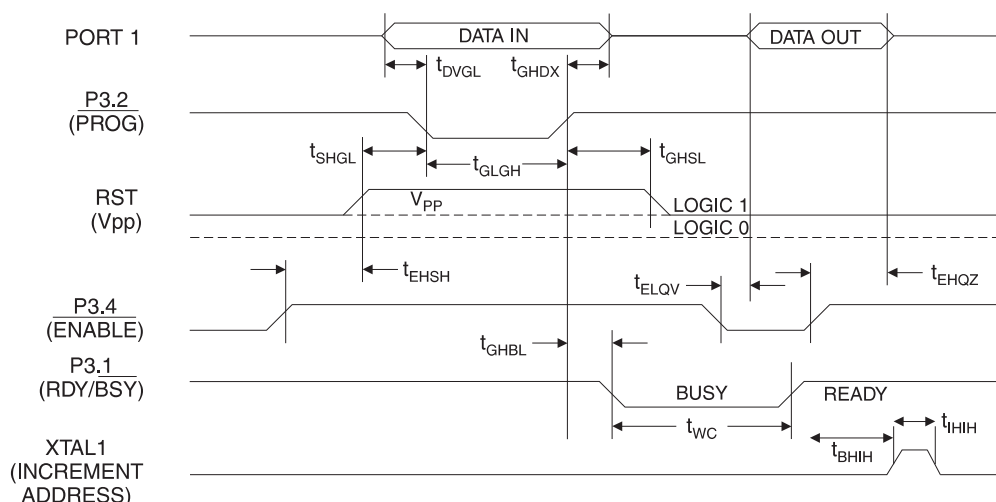 PORT 1
DATA IN
DATA OUT
tDVGL
tGHDX
P3.2
(PROG)
tSHGL
tGLGH
tGHSL
RST
(Vpp)
VPP
LOGIC 1
LOGIC 0
tEHSH
tELQV
tEHQZ
P3.4
(ENABLE)
tGHBL
P3.1
(RDY/BSY)
BUSY
READY
tWC
tIHIH
tBHIH
XTAL1
(INCREMENT
ADDRESS)